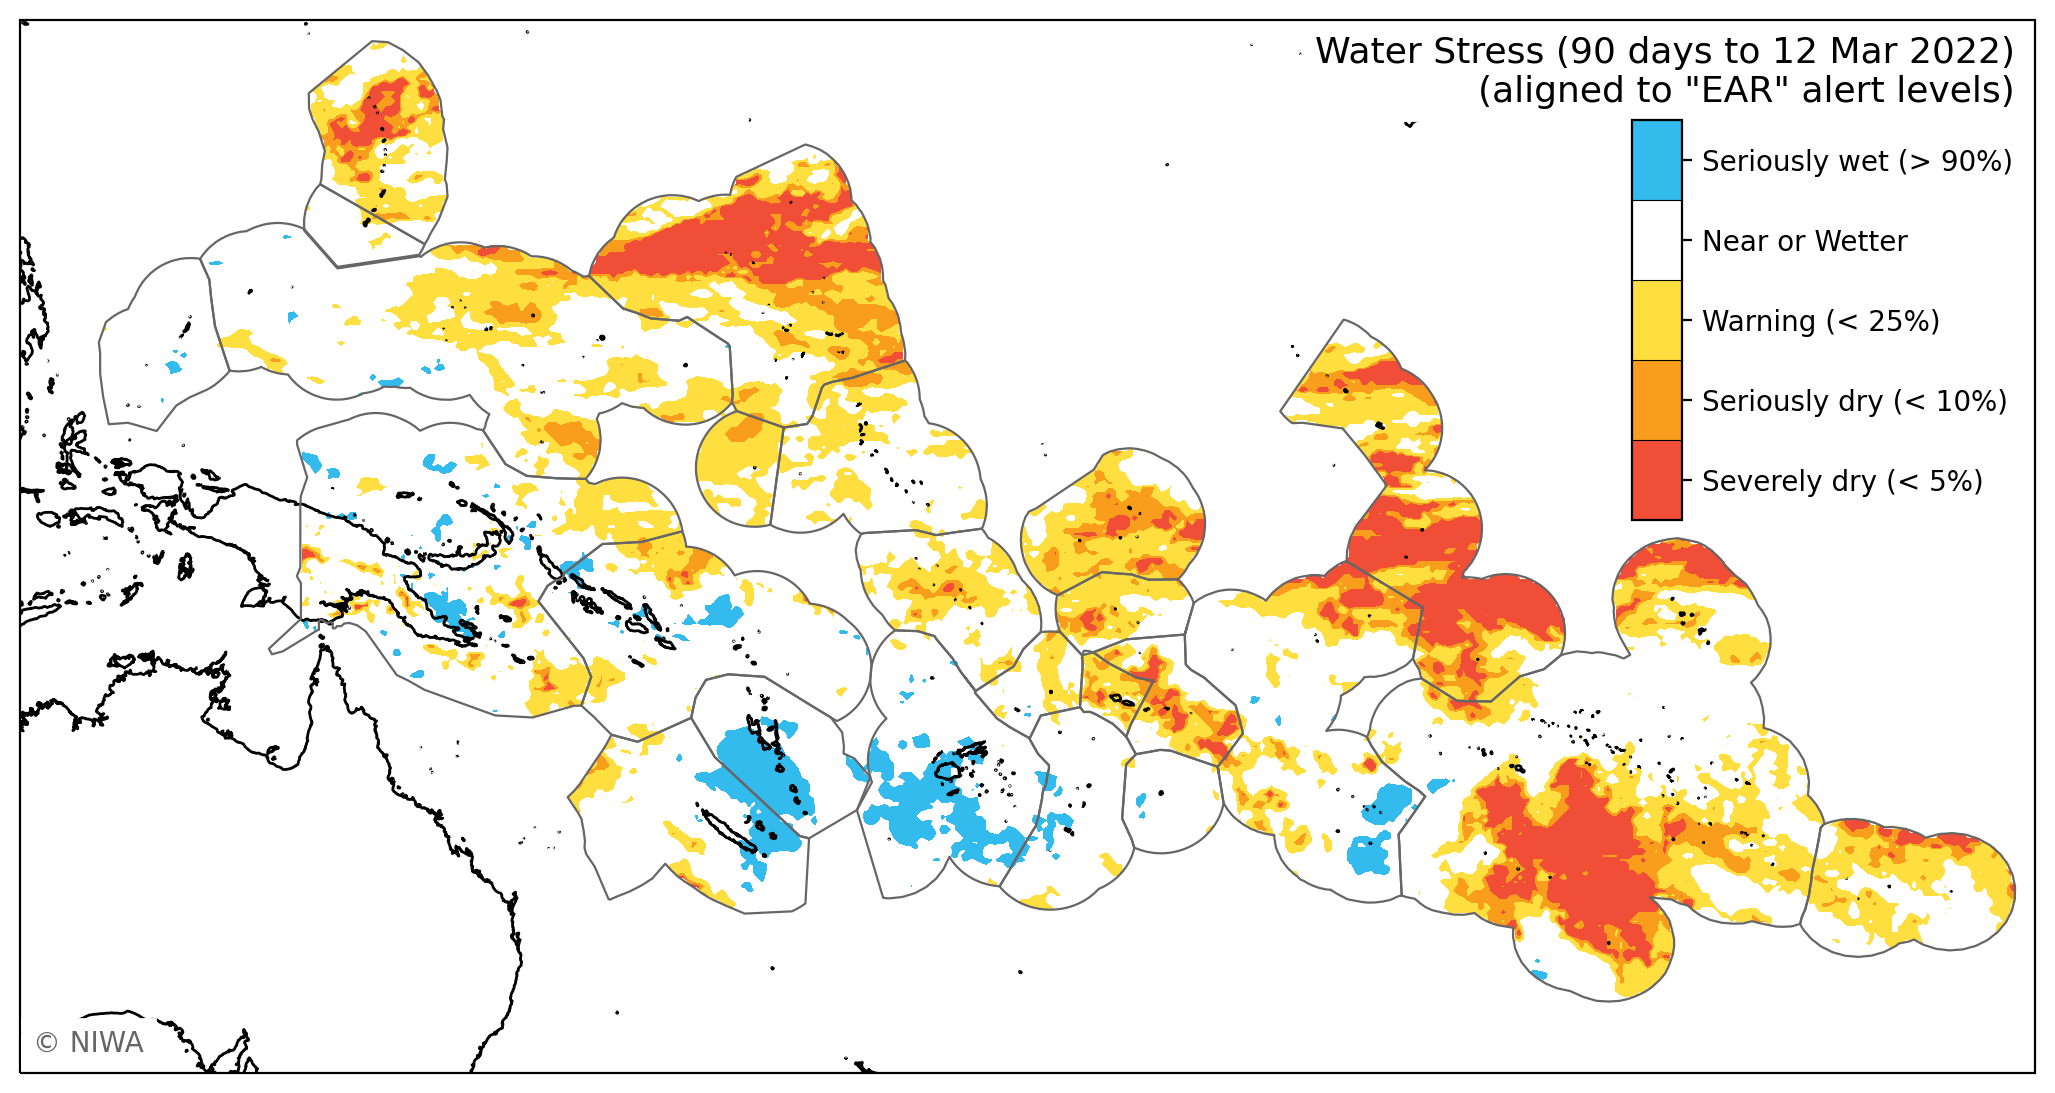 Water Stress (90 days to 12 Mar 2022)
(aligned to "EAR" alert levels)
Seriously wet (> 90%)
Near or Wetter
Warning (< 25%)
Seriously dry (< 10%)
Severely dry (< 5%)
© NIWA